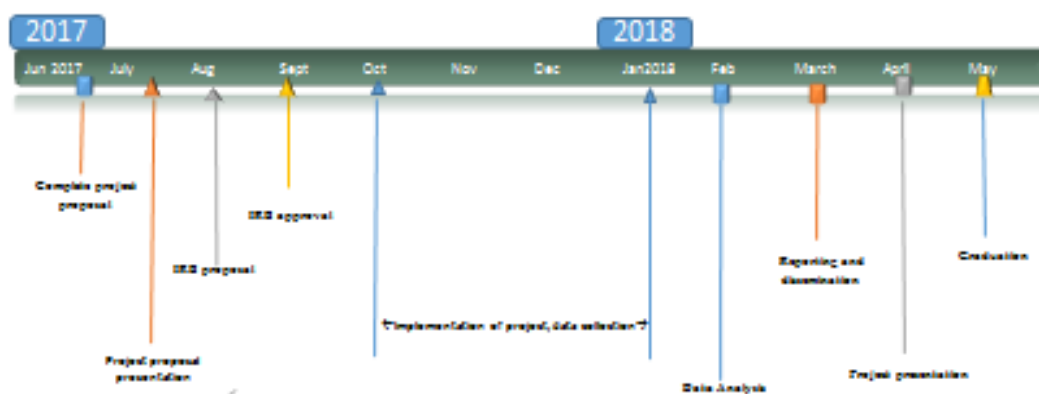 2017
2018
Jun 2017 July Aug Sept Oct Nov Dec Jan2018 Feb March April May
Complete project
proposal
IRB approval
IRB proposal
Graduation
Reporting and
dissemination
Implementation of project, data collection
Project proposal
presentation
Project presentation
Data Analysis